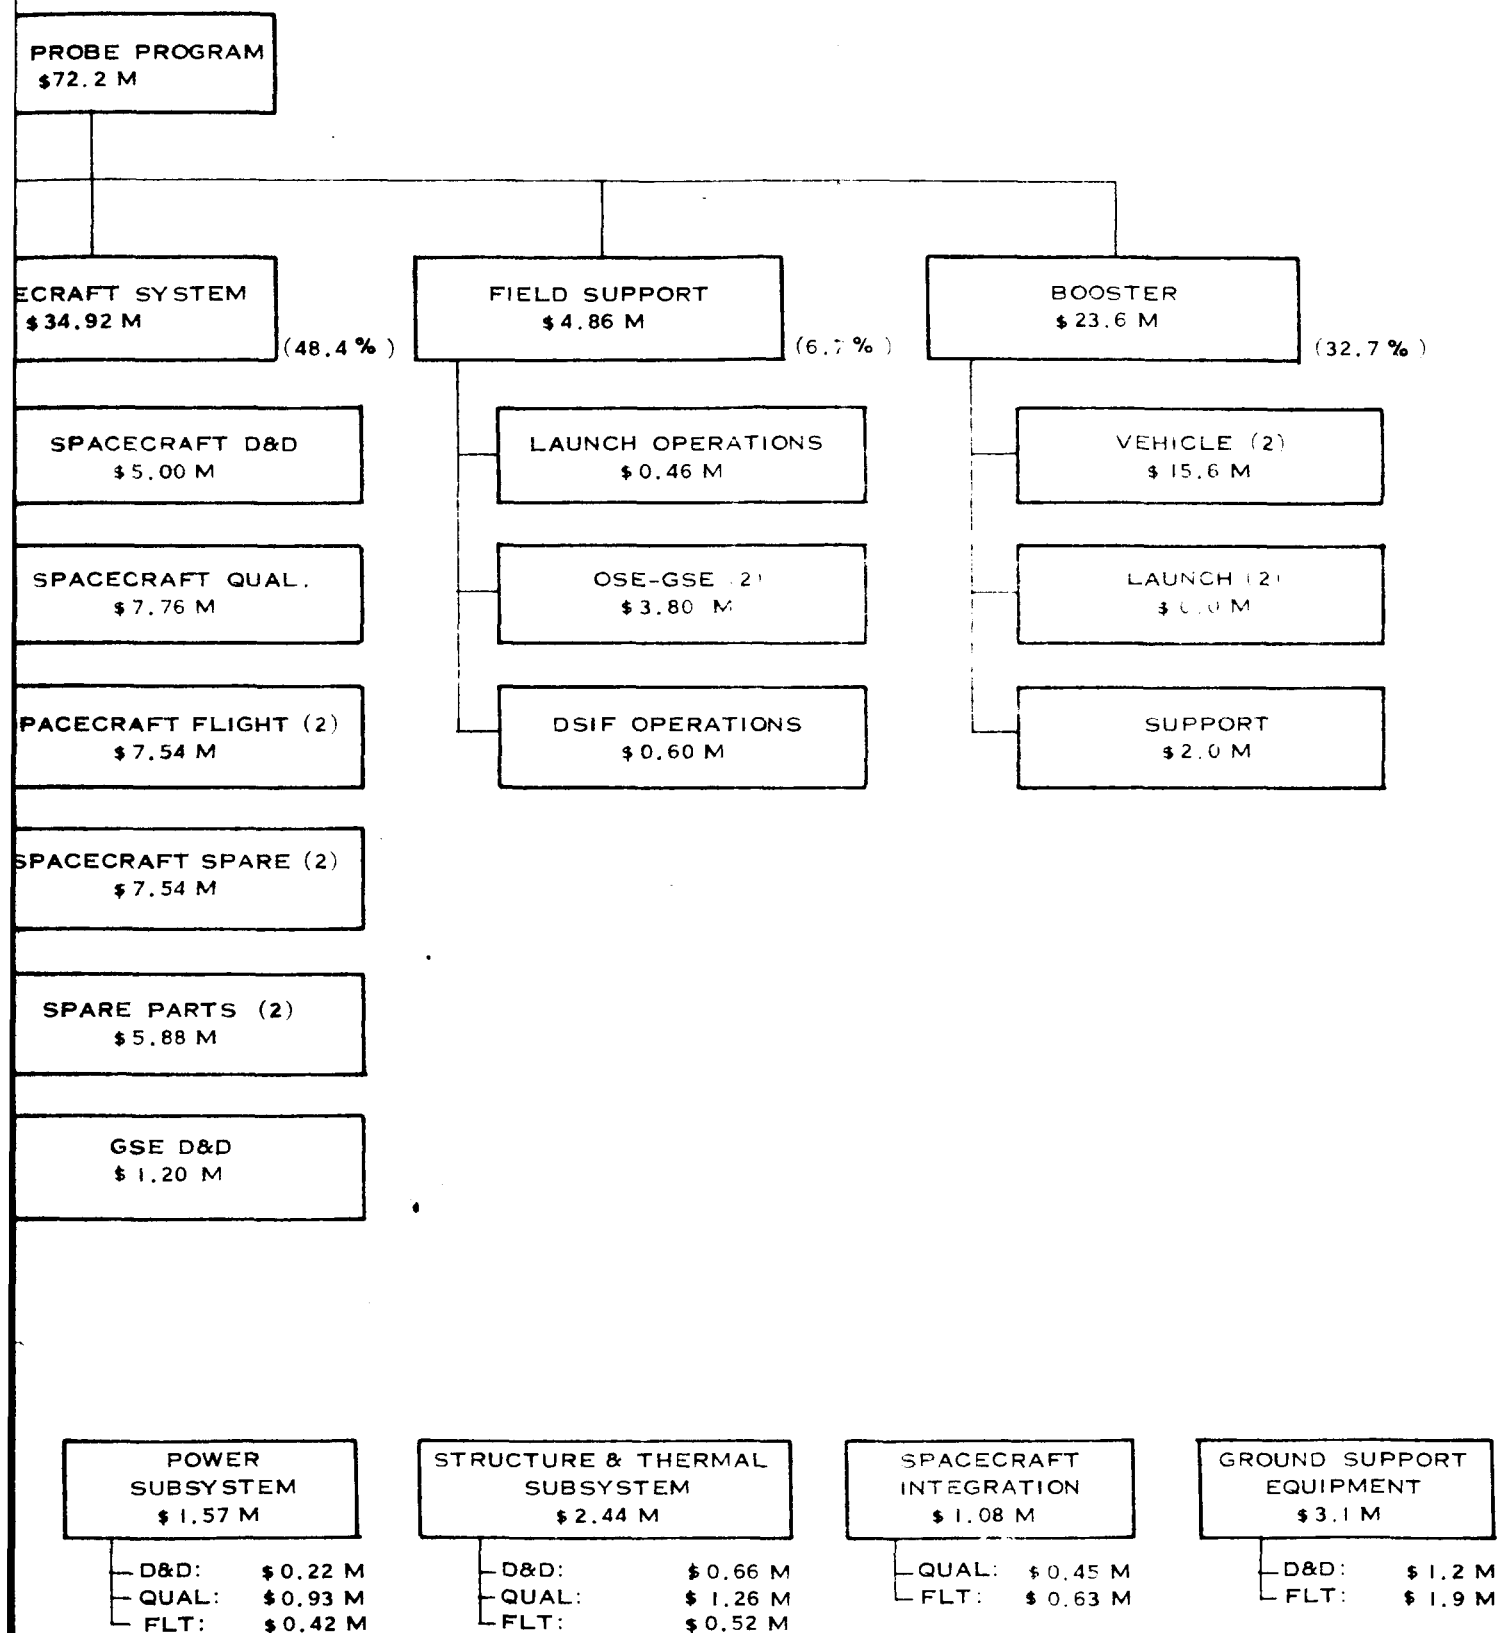 PROBE PROGRAM
$72.2 M
ECRAFT SYSTEM
$34.92 M
(48.4%)
FIELD SUPPORT
$4.86 M
(6.7%)
BOOSTER
$23.6 M
(32.7%)
SPACECRAFT D&D
$5.00 M
SPACECRAFT QUAL.
$7.76 M
PACECRAFT FLIGHT (2)
$7.54 M
SPACECRAFT SPARE (2)
$7.54 M
SPARE PARTS (2)
$5.88 M
GSE D&D
$1.20 M
LAUNCH OPERATIONS
$0.46 M
OSE-GSE (2)
$3.80 M
DSIF OPERATIONS
$0.60 M
VEHICLE (2)
$15.6 M
LAUNCH (2)
$ M
SUPPORT
$2.0 M
POWER
SUBSYSTEM
$1.57 M
D&D: $0.22 M
QUAL: $0.93 M
FLT: $0.42 M
STRUCTURE & THERMAL
SUBSYSTEM
$2.44 M
D&D: $0.66 M
QUAL: $1.26 M
FLT: $0.52 M
SPACECRAFT
INTEGRATION
$1.08 M
QUAL: $0.45 M
FLT: $0.63 M
GROUND SUPPORT
EQUIPMENT
$3.1 M
D&D: $1.2 M
FLT: $1.9 M